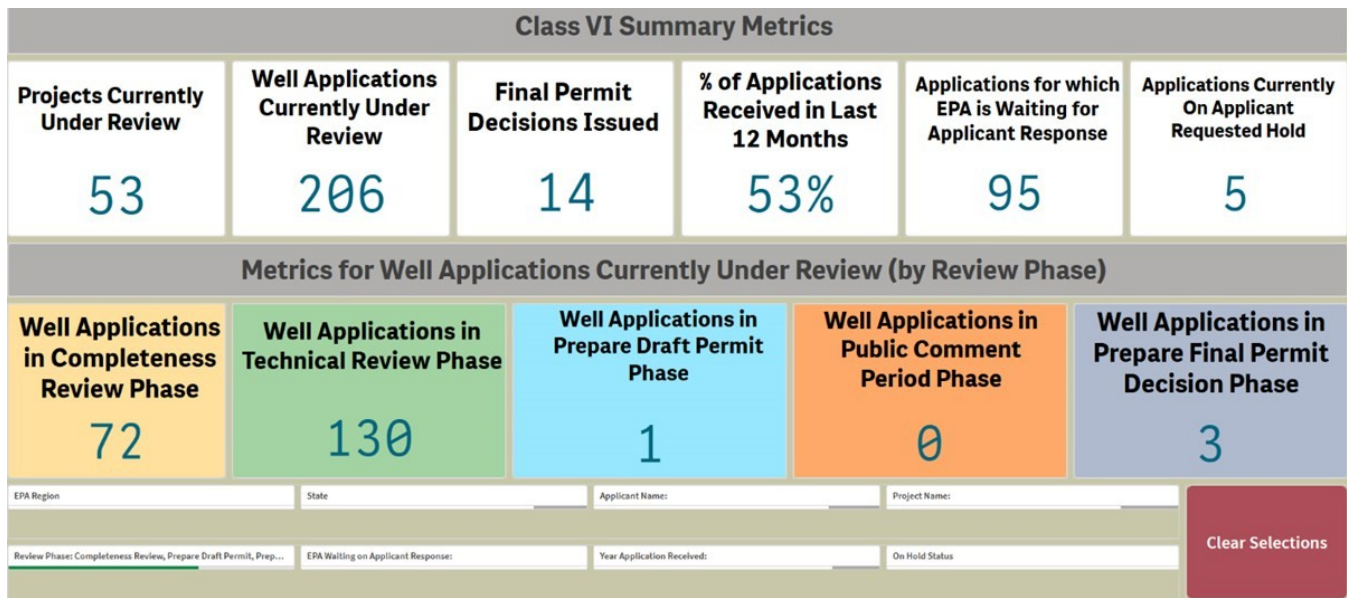 Class VI Summary Metrics
Projects Currently
Under Review
53
Well Applications
Currently Under
Review
206
Final Permit
Decisions Issued
14
% of Applications
Received in Last
12 Months
53%
Applications for which
EPA is Waiting for
Applicant Response
95
Applications Currently
On Applicant
Requested Hold
5
Metrics for Well Applications Currently Under Review (by Review Phase)
Well Applications
in Completeness
Review Phase
72
Well Applications in
Technical Review Phase
130
Well Applications in
Prepare Draft Permit
Phase
1
Well Applications in
Public Comment
Period Phase
0
Well Applications in
Prepare Final Permit
Decision Phase
3
EPA Region
State
Applicant Name:
Project Name:
Review Phase: Completeness Review, Prepare Draft Permit, Prep...
EPA Waiting on Applicant Response:
Year Application Received:
On Hold Status
Clear Selections